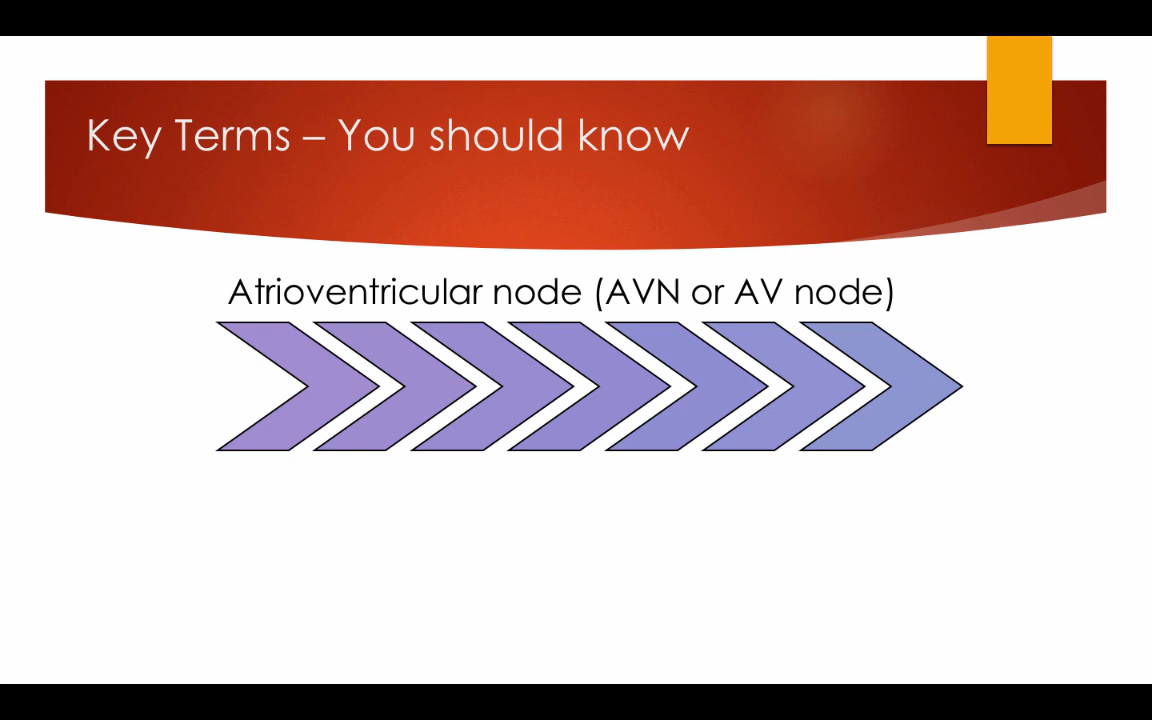 Key Terms – You should know
Atrioventricular node (AVN or AV node)